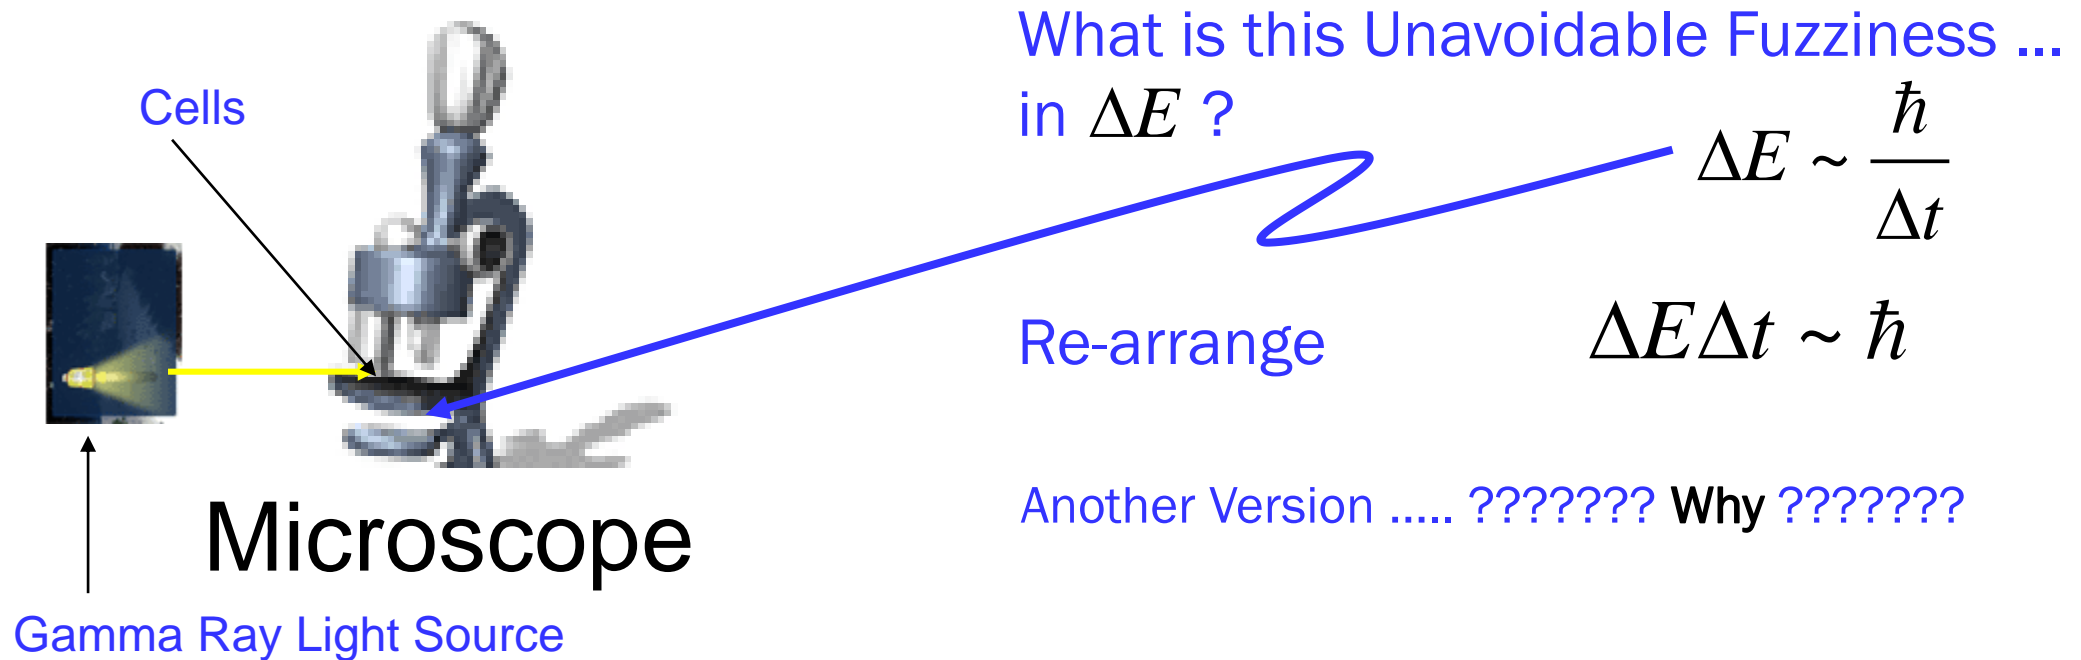 Cells
Microscope
Gamma Ray Light Source
What is this Unavoidable Fuzziness ...
in ΔE ?
ΔE ~ ħ/Δt
Re-arrange ΔEΔt ~ ħ
Another Version ..... ??????? Why ???????